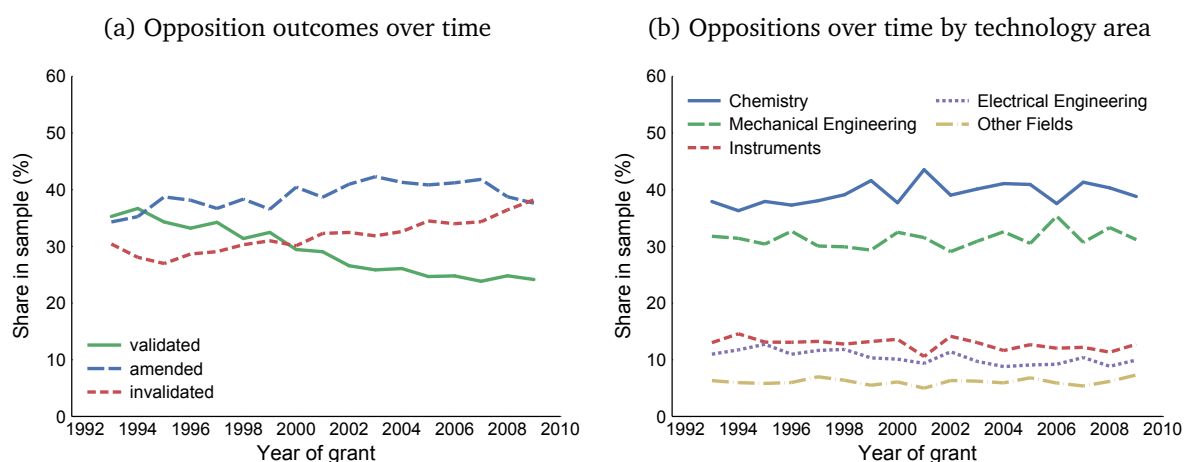 (a) Opposition outcomes over time
60
50
40
30
20
10
0
Share in sample (%)
validated
amended
invalidated
1992 1994 1996 1998 2000 2002 2004 2006 2008 2010
Year of grant
(b) Oppositions over time by technology area
60
50
40
30
20
10
0
Share in sample (%)
Chemistry
Mechanical Engineering
Instruments
Electrical Engineering
Other Fields
1992 1994 1996 1998 2000 2002 2004 2006 2008 2010
Year of grant